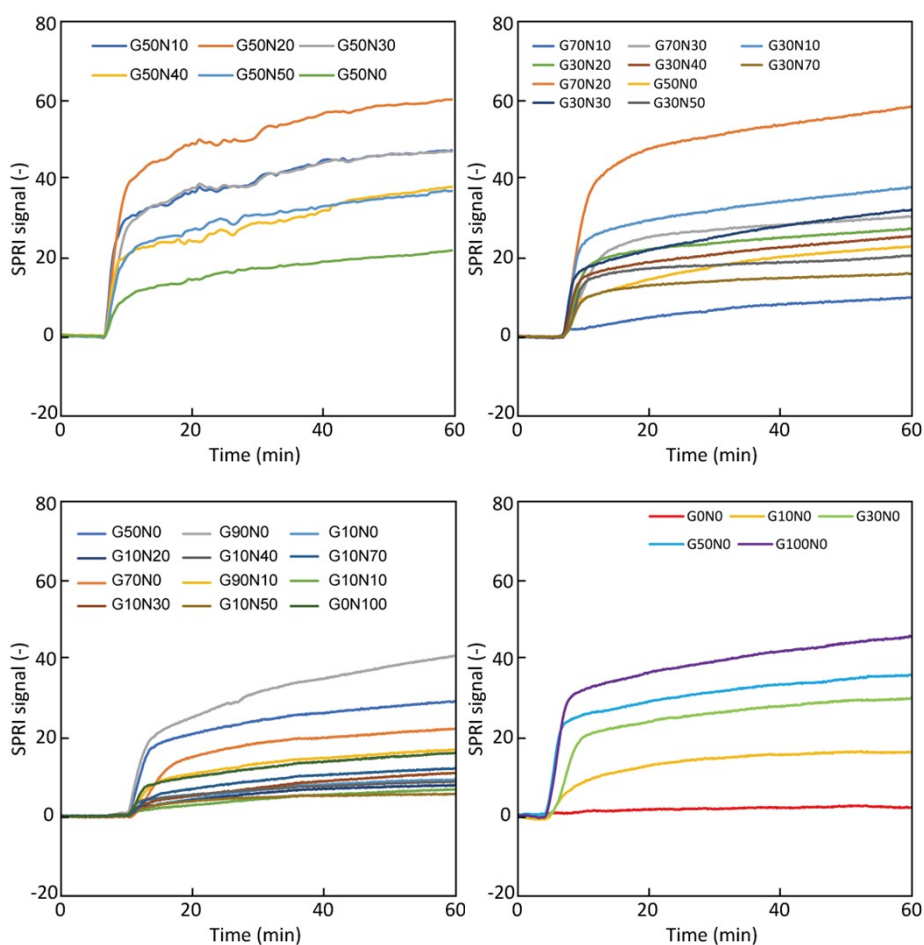 80
60
40
20
0
-20
SPRI signal (-)
G50N10 G50N20 G50N30
G50N40 G50N50 G50N0
0 20 40 60
Time (min)
80
60
40
20
0
-20
SPRI signal (-)
G70N10 G70N30 G30N10
G30N20 G30N40 G30N70
G70N20 G50N0
G30N30 G30N50
0 20 40 60
Time (min)
80
60
40
20
0
-20
SPRI signal (-)
G50N0 G90N0 G10N0
G10N20 G10N40 G10N70
G70N0 G90N10 G10N10
G10N30 G10N50 G0N100
0 20 40 60
Time (min)
80
60
40
20
0
-20
SPRI signal (-)
G0N0 G10N0 G30N0
G50N0 G100N0
0 20 40 60
Time (min)